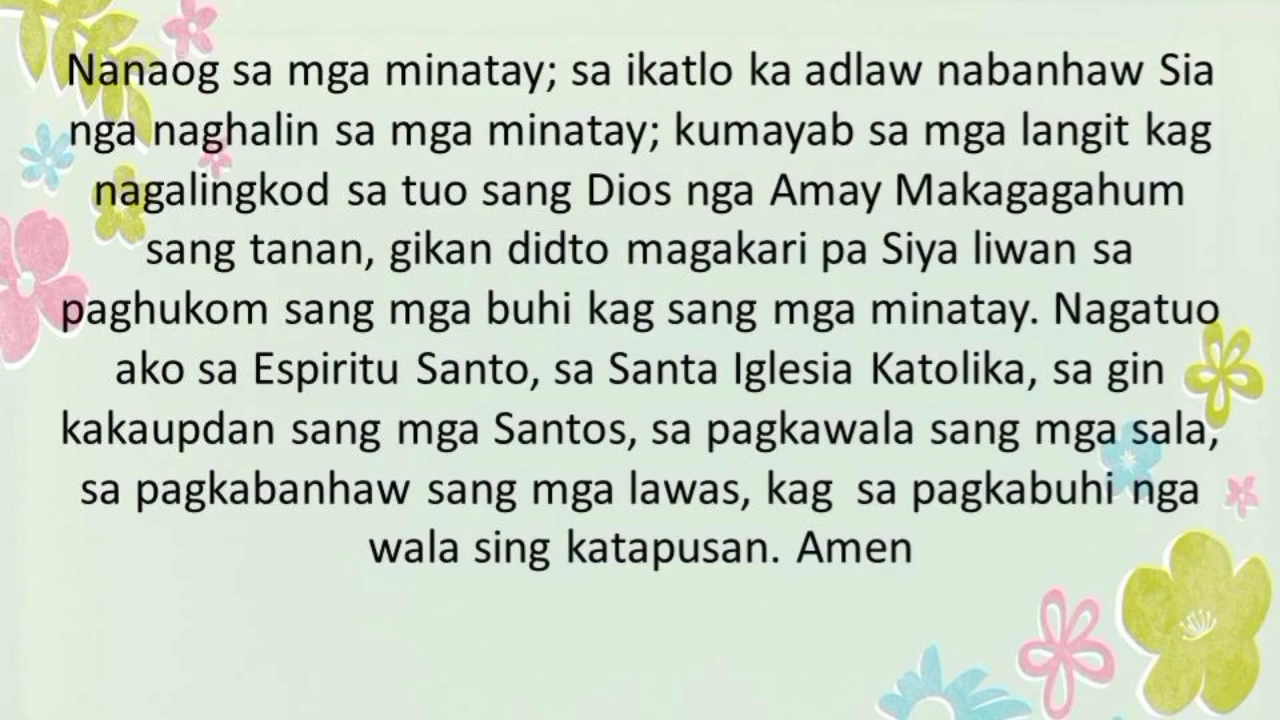 Nanaog sa mga minatay; sa ikatlo ka adlaw nabanhaw Sia
nga naghalin sa mga minatay; kumayab sa mga langit kag
nagalingkod sa tuo sang Dios nga Amay Makagagahum
sang tanan, gikan didto magakari pa Siya liwan sa
paghukom sang mga buhi kag sang mga minatay. Nagatuo
ako sa Espiritu Santo, sa Santa Iglesia Katolika, sa gin
kakaupdan sang mga Santos, sa pagkawala sang mga sala,
sa pagkabanhaw sang mga lawas, kag  sa pagkabuhi nga
wala sing katapusan. Amen